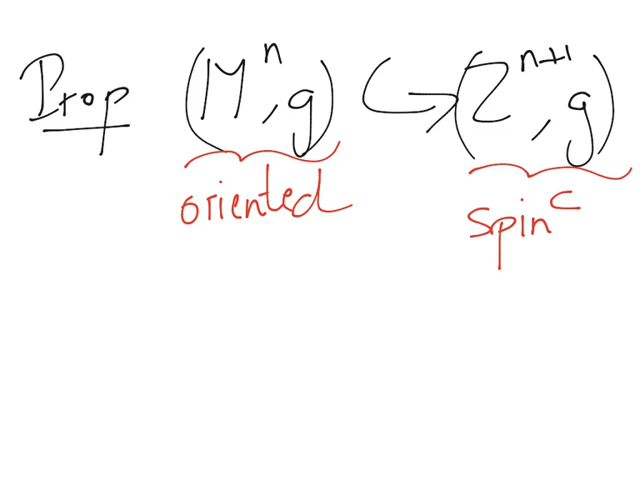 Prop (M^n, g) ↪ (Z^{n+1}, g)
oriented spin^c